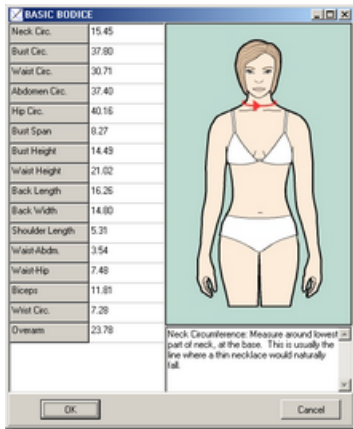 BASIC BODICE
Neck Circ. 15.45
Bust Circ. 37.80
Waist Circ. 30.71
Abdomen Circ. 37.40
Hip Circ. 40.16
Bust Span 8.27
Bust Height 14.49
Waist Height 21.02
Back Length 16.26
Back Width 14.80
Shoulder Length 5.31
Waist-Abdm. 3.54
Waist-Hip 7.48
Biceps 11.81
Wrist Circ. 7.28
Overarm 23.78
Neck Circumference: Measure around lowest
part of neck, at the base. This is usually the
line where a thin necklace would naturally
fall.
OK
Cancel